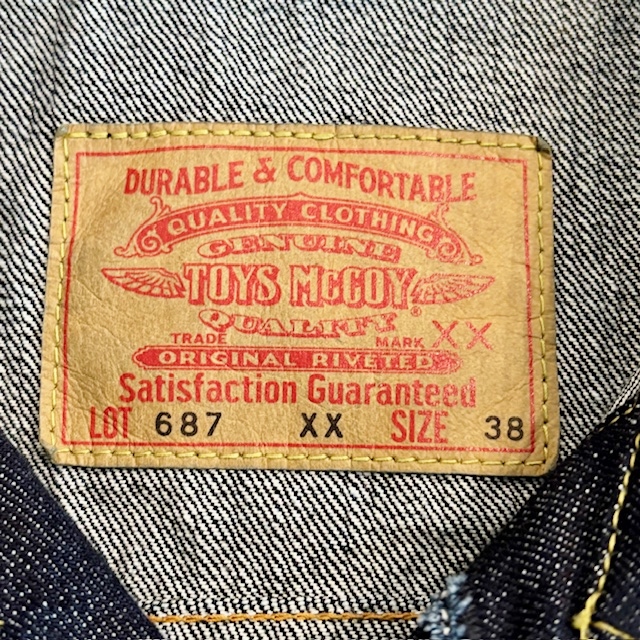 DURABLE & COMFORTABLE
QUALITY CLOTHING
GENUINE
TOYS McCOY
QUALITY ®
TRADE MARK XX
ORIGINAL RIVETED
Satisfaction Guaranteed
LOT 687 XX SIZE 38